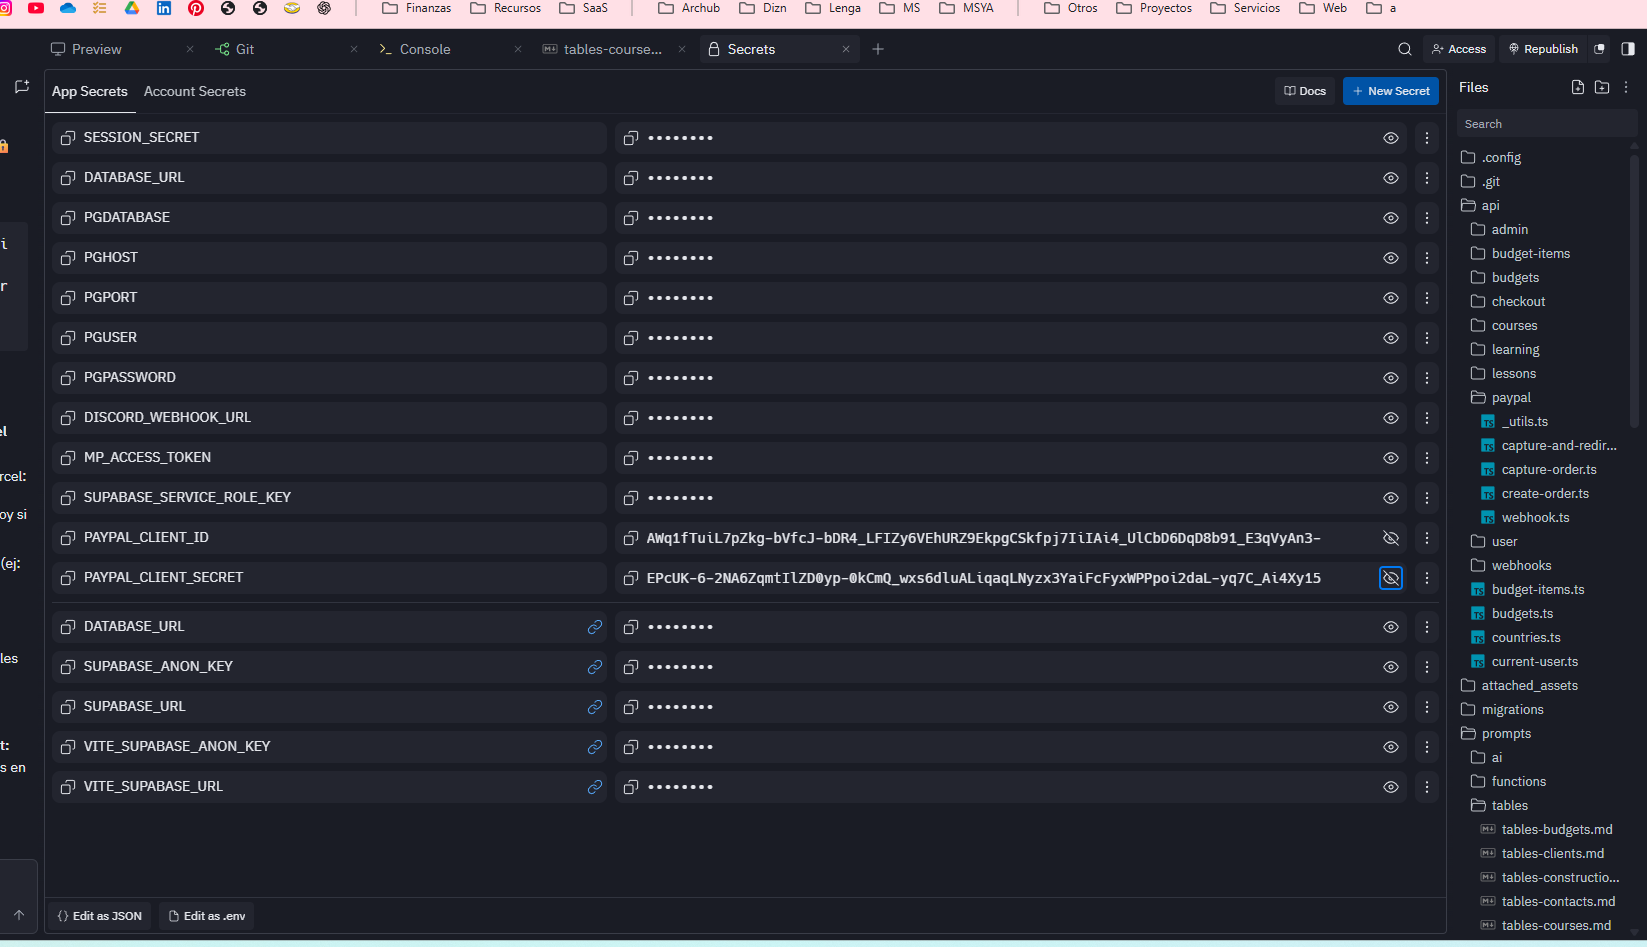 Finanzas
Recursos
SaaS
Archub
Dizn
Lenga
MS
MSYA
Otros
Proyectos
Servicios
Web
a
Preview
Git
Console
tables-course...
Secrets
Access
Republish
App Secrets
Account Secrets
Docs
+ New Secret
Files
Search
SESSION_SECRET ••••••••
DATABASE_URL ••••••••
PGDATABASE ••••••••
PGHOST ••••••••
PGPORT ••••••••
PGUSER ••••••••
PGPASSWORD ••••••••
DISCORD_WEBHOOK_URL ••••••••
MP_ACCESS_TOKEN ••••••••
SUPABASE_SERVICE_ROLE_KEY ••••••••
PAYPAL_CLIENT_ID AWq1fTuiL7pZkg-bVfcJ-bDR4_LFIZy6VEhURZ9EkpgCSkfpj7IiIAi4_UlCbD6DqD8b91_E3qVyAn3-
PAYPAL_CLIENT_SECRET EPcUK-6-2NA6ZqmtIlZD0yp-0kCmQ_wxs6dluALiqaqLNyzx3YaiFcFyxWPPpoi2daL-yq7C_Ai4Xy15
DATABASE_URL ••••••••
SUPABASE_ANON_KEY ••••••••
SUPABASE_URL ••••••••
VITE_SUPABASE_ANON_KEY ••••••••
VITE_SUPABASE_URL ••••••••
{} Edit as JSON
Edit as .env
i
r
el
rcel:
oy si
(ej:
les
t:
s en
.config
.git
api
admin
budget-items
budgets
checkout
courses
learning
lessons
paypal
_utils.ts
capture-and-redir...
capture-order.ts
create-order.ts
webhook.ts
user
webhooks
budget-items.ts
budgets.ts
countries.ts
current-user.ts
attached_assets
migrations
prompts
ai
functions
tables
tables-budgets.md
tables-clients.md
tables-constructio...
tables-contacts.md
tables-courses.md